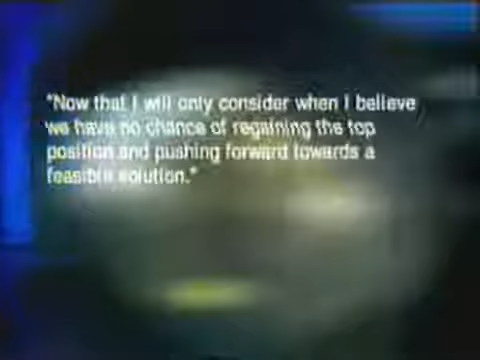 "Now that I will only consider when I believe
we have no chance of regaining the top
position and pushing forward towards a
feasible solution."